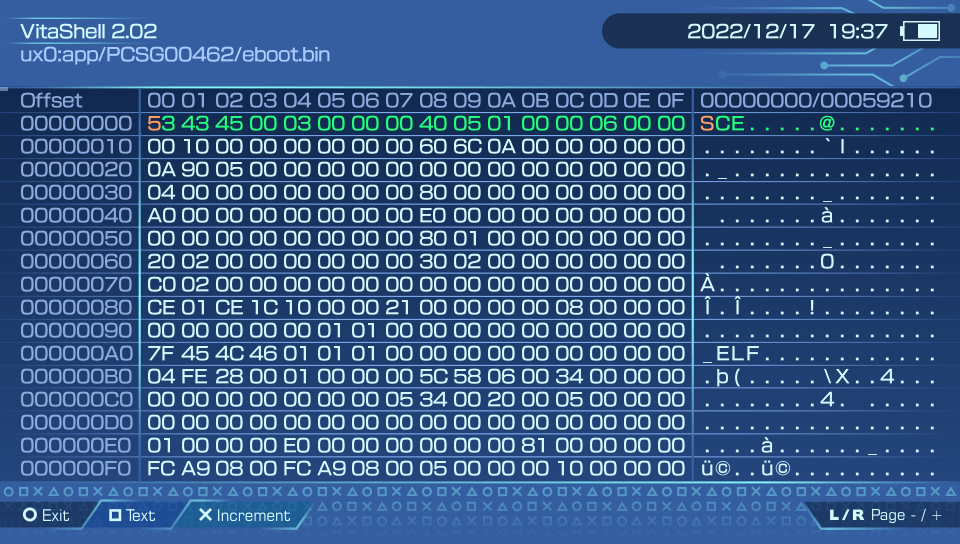 VitaShell 2.02
2022/12/17 19:37
ux0:app/PCSG00462/eboot.bin
Offset 00 01 02 03 04 05 06 07 08 09 0A 0B 0C 0D 0E 0F 00000000/00059210
00000000 53 43 45 00 03 00 00 00 40 05 01 00 00 06 00 00 SCE.....@.......
00000010 00 10 00 00 00 00 00 00 60 6C 0A 00 00 00 00 00 ........`l......
00000020 0A 90 05 00 00 00 00 00 00 00 00 00 00 00 00 00 ._..............
00000030 04 00 00 00 00 00 00 00 80 00 00 00 00 00 00 00 ........_.......
00000040 A0 00 00 00 00 00 00 00 E0 00 00 00 00 00 00 00  .......à.......
00000050 00 00 00 00 00 00 00 00 80 01 00 00 00 00 00 00 ........_.......
00000060 20 02 00 00 00 00 00 00 30 02 00 00 00 00 00 00  .......0.......
00000070 C0 02 00 00 00 00 00 00 00 00 00 00 00 00 00 00 À...............
00000080 CE 01 CE 1C 10 00 00 21 00 00 00 00 08 00 00 00 Î.Î....!........
00000090 00 00 00 00 00 01 01 00 00 00 00 00 00 00 00 00 ................
000000A0 7F 45 4C 46 01 01 01 00 00 00 00 00 00 00 00 00 _ELF............
000000B0 04 FE 28 00 01 00 00 00 5C 58 06 00 34 00 00 00 .þ(.....\X..4...
000000C0 00 00 00 00 00 00 00 05 34 00 20 00 05 00 00 00 ........4. .....
000000D0 00 00 00 00 00 00 00 00 00 00 00 00 00 00 00 00 ................
000000E0 01 00 00 00 E0 00 00 00 00 00 00 81 00 00 00 00 ....à......_....
000000F0 FC A9 08 00 FC A9 08 00 05 00 00 00 10 00 00 00 ü©..ü©..........
Exit Text Increment L/R Page - / +